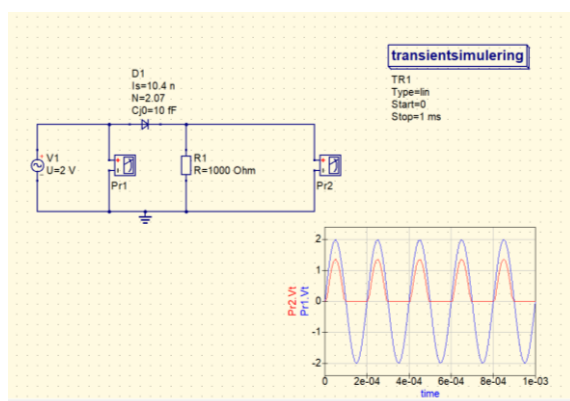 transientsimulering
TR1
Type=lin
Start=0
Stop=1 ms
D1
Is=10.4 n
N=2.07
Cj0=10 fF
V1
U=2 V
Pr1
R1
R=1000 Ohm
Pr2
Pr2.Vt
Pr1.Vt
2
1
0
-1
-2
0 2e-04 4e-04 6e-04 8e-04 1e-03
time